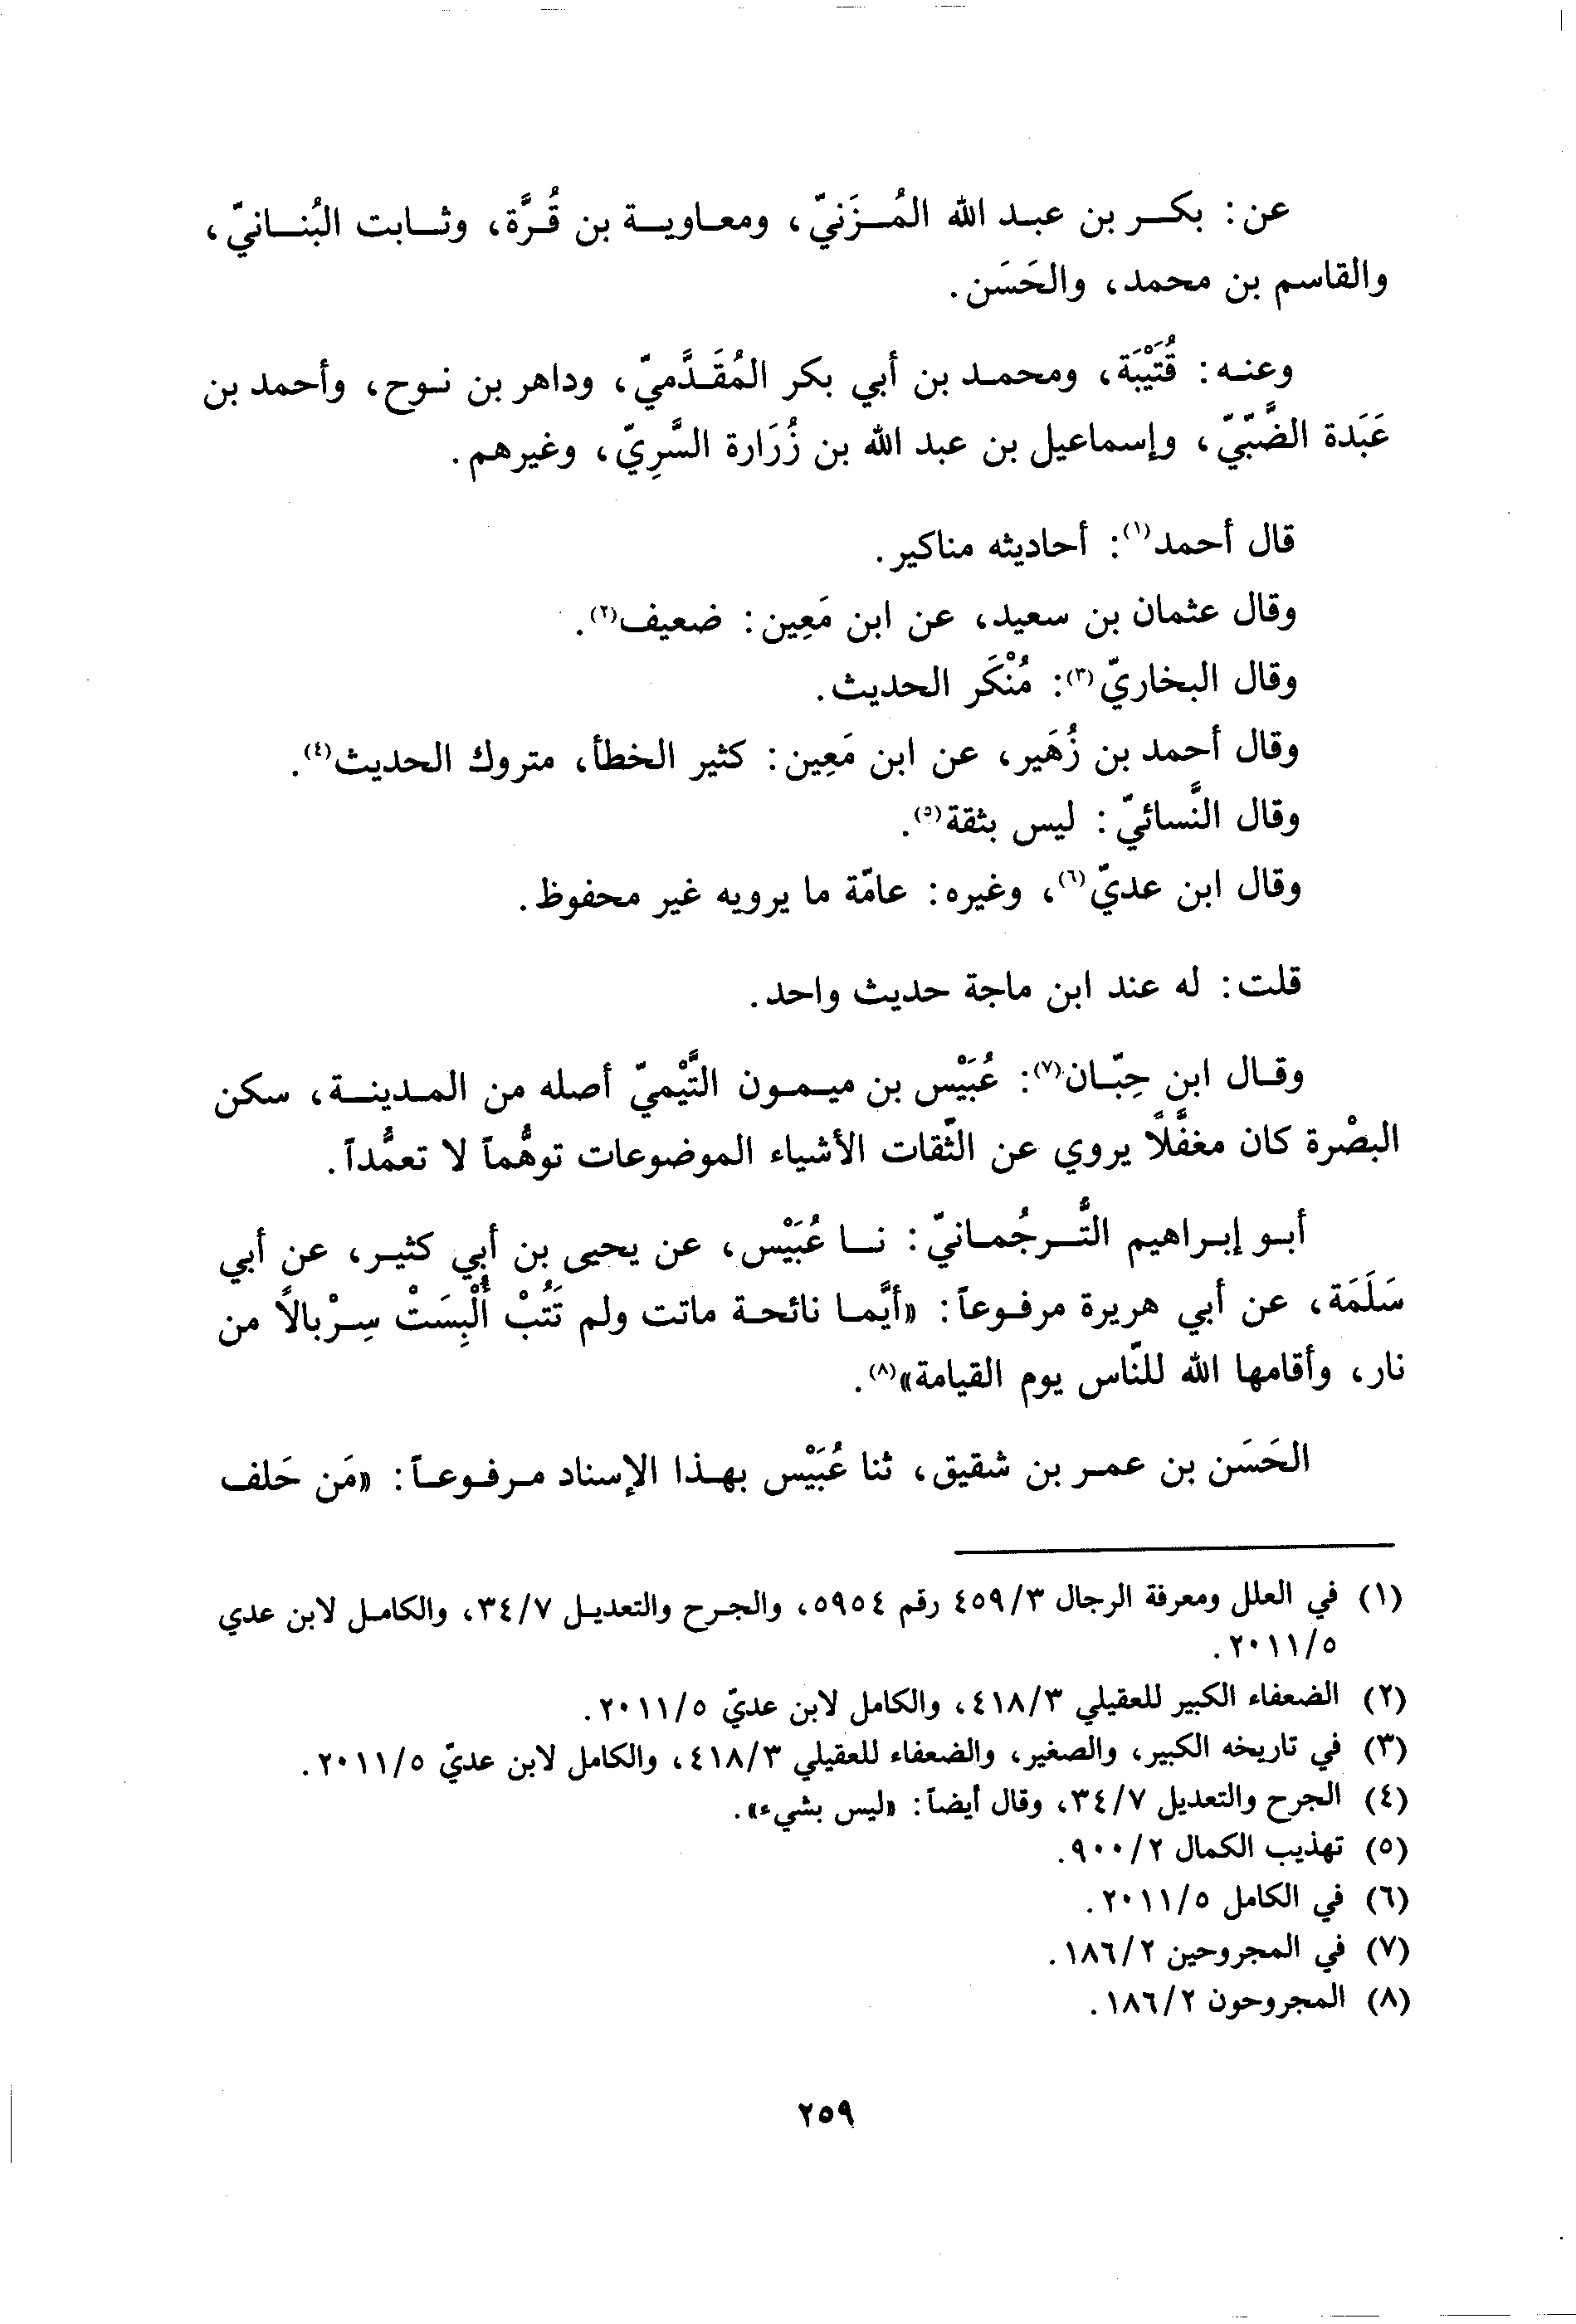 عن: بكر بن عبد الله المُزَنيّ، ومعاوية بن قُرَّة، وثابت البُنانيّ،
والقاسم بن محمد، والحَسَن.
وعنه: قُتَيْبَة، ومحمد بن أبي بكر المُقَدَّميّ، وداهر بن نوح، وأحمد بن
عَبَدة الضَّبّيّ، وإسماعيل بن عبد الله بن زُرَارة السَّرِيّ، وغيرهم.
قال أحمد(١): أحاديثه مناكير.
وقال عثمان بن سعيد، عن ابن مَعِين: ضعيف(٢).
وقال البخاريّ(٣): مُنْكَر الحديث.
وقال أحمد بن زُهَير، عن ابن مَعِين: كثير الخطأ، متروك الحديث(٤).
وقال النَّسائيّ: ليس بثقة(٥).
وقال ابن عديّ(٦)، وغيره: عامّة ما يرويه غير محفوظ.
قلت: له عند ابن ماجة حديث واحد.
وقال ابن حِبّان(٧): عُبَيْس بن ميمون التَّيْميّ أصله من المدينة، سكن
البصْرة كان مغفَّلاً يروي عن الثّقات الأشياء الموضوعات توهُّماً لا تعمُّداً.
أبو إبراهيم التُّرجُمانيّ: نا عُبَيْس، عن يحيى بن أبي كثير، عن أبي
سَلَمَة، عن أبي هريرة مرفوعاً: «أيَّما نائحة ماتت ولم تَتُبْ أُلْبِسَتْ سِرْبالاً من
نار، وأقامها الله للنّاس يوم القيامة»(٨).
الحَسَن بن عمر بن شقيق، ثنا عُبَيْس بهذا الإسناد مرفوعاً: «مَن حَلف
(١) في العلل ومعرفة الرجال ٤٥٩/٣ رقم ٥٩٥٤، والجرح والتعديل ٣٤/٧، والكامل لابن عدي
٢٠١١/٥.
(٢) الضعفاء الكبير للعقيلي ٤١٨/٣، والكامل لابن عديّ ٢٠١١/٥.
(٣) في تاريخه الكبير، والصغير، والضعفاء للعقيلي ٤١٨/٣، والكامل لابن عديّ ٢٠١١/٥.
(٤) الجرح والتعديل ٣٤/٧، وقال أيضاً: «ليس بشيء».
(٥) تهذيب الكمال ٩٠٠/٢.
(٦) في الكامل ٢٠١١/٥.
(٧) في المجروحين ١٨٦/٢.
(٨) المجروحون ١٨٦/٢.
٢٥٩